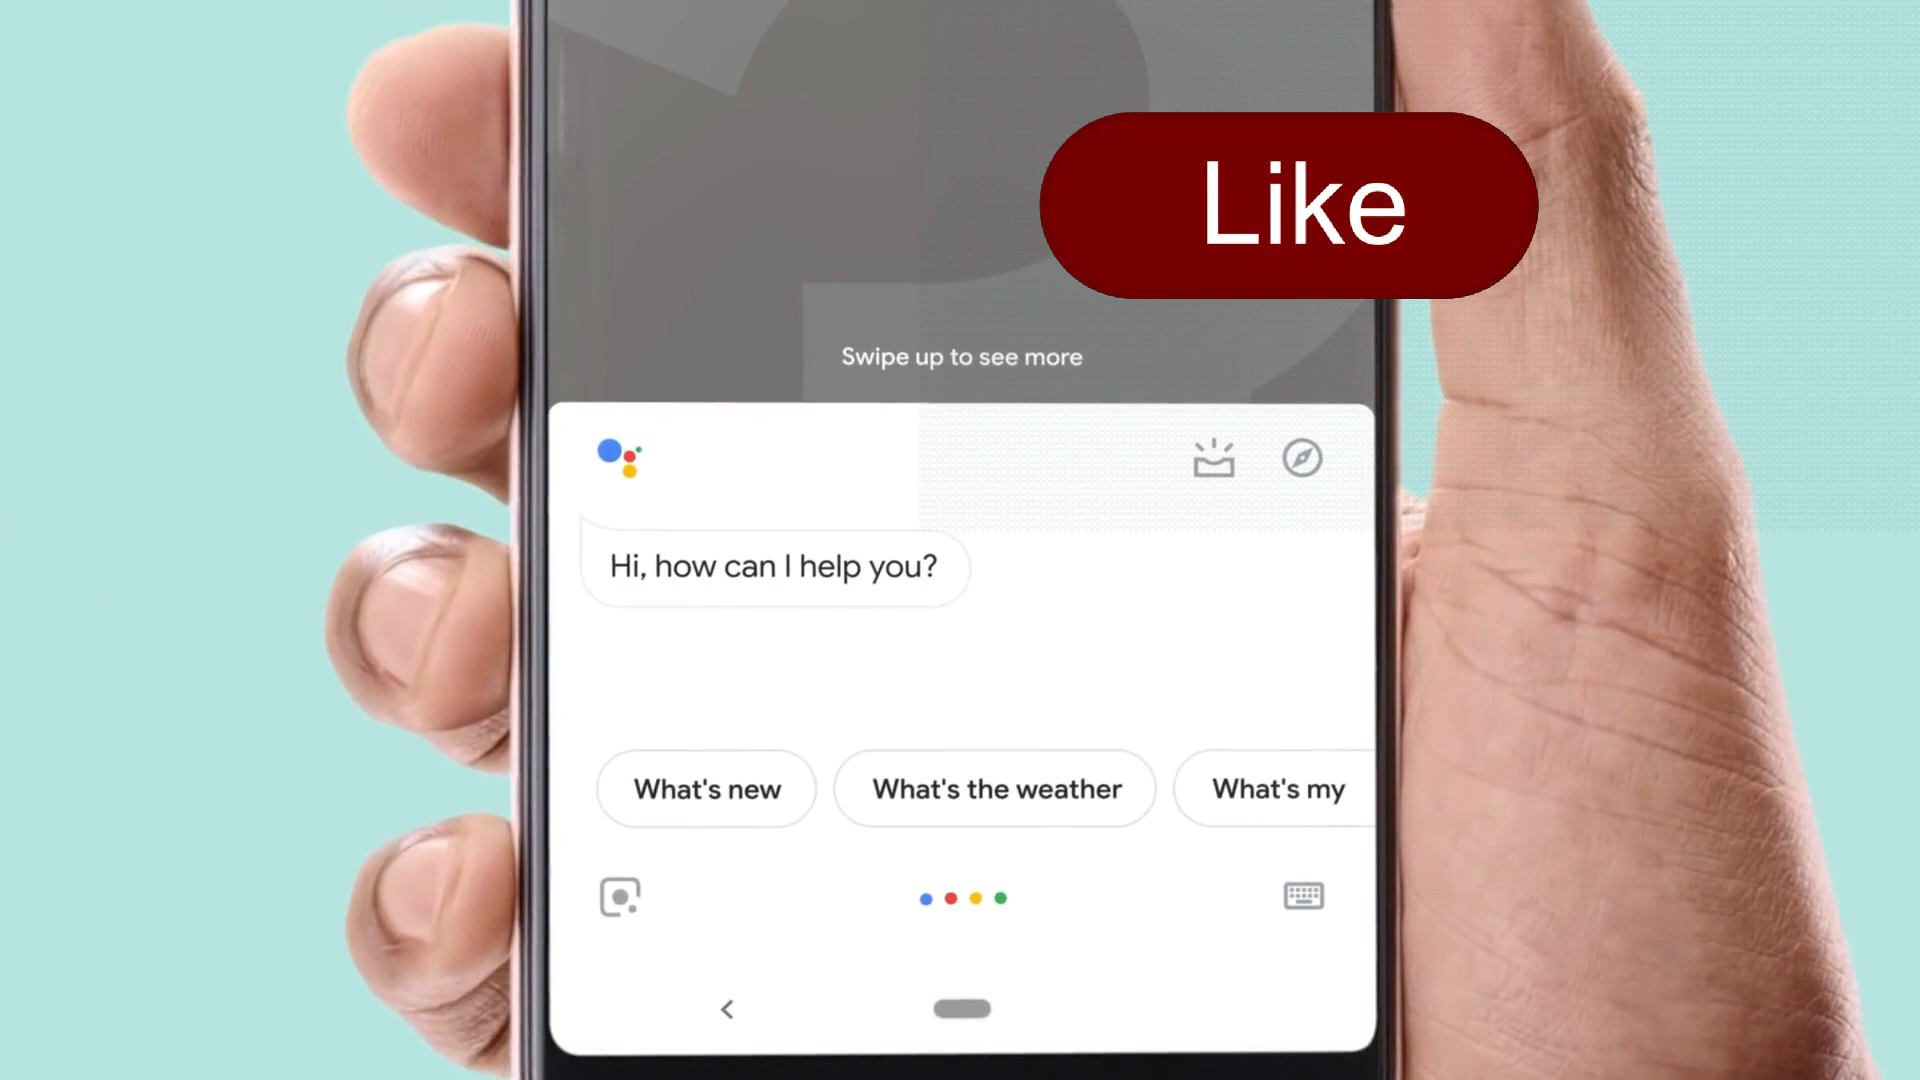 Like
Swipe up to see more
Hi, how can I help you?
What's new
What's the weather
What's my